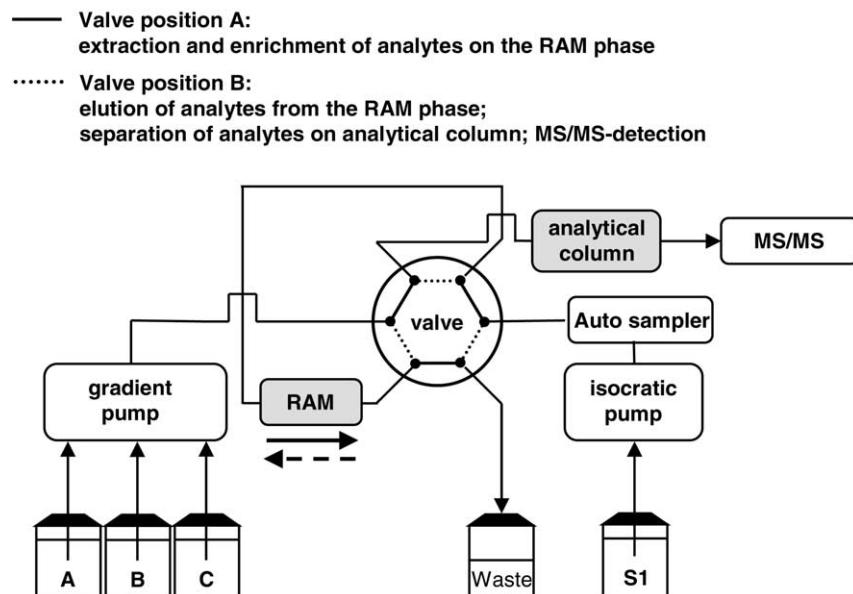 Valve position A:
extraction and enrichment of analytes on the RAM phase
Valve position B:
elution of analytes from the RAM phase;
separation of analytes on analytical column; MS/MS-detection
analytical
column
MS/MS
valve
Auto sampler
gradient
pump
RAM
isocratic
pump
A
B
C
Waste
S1